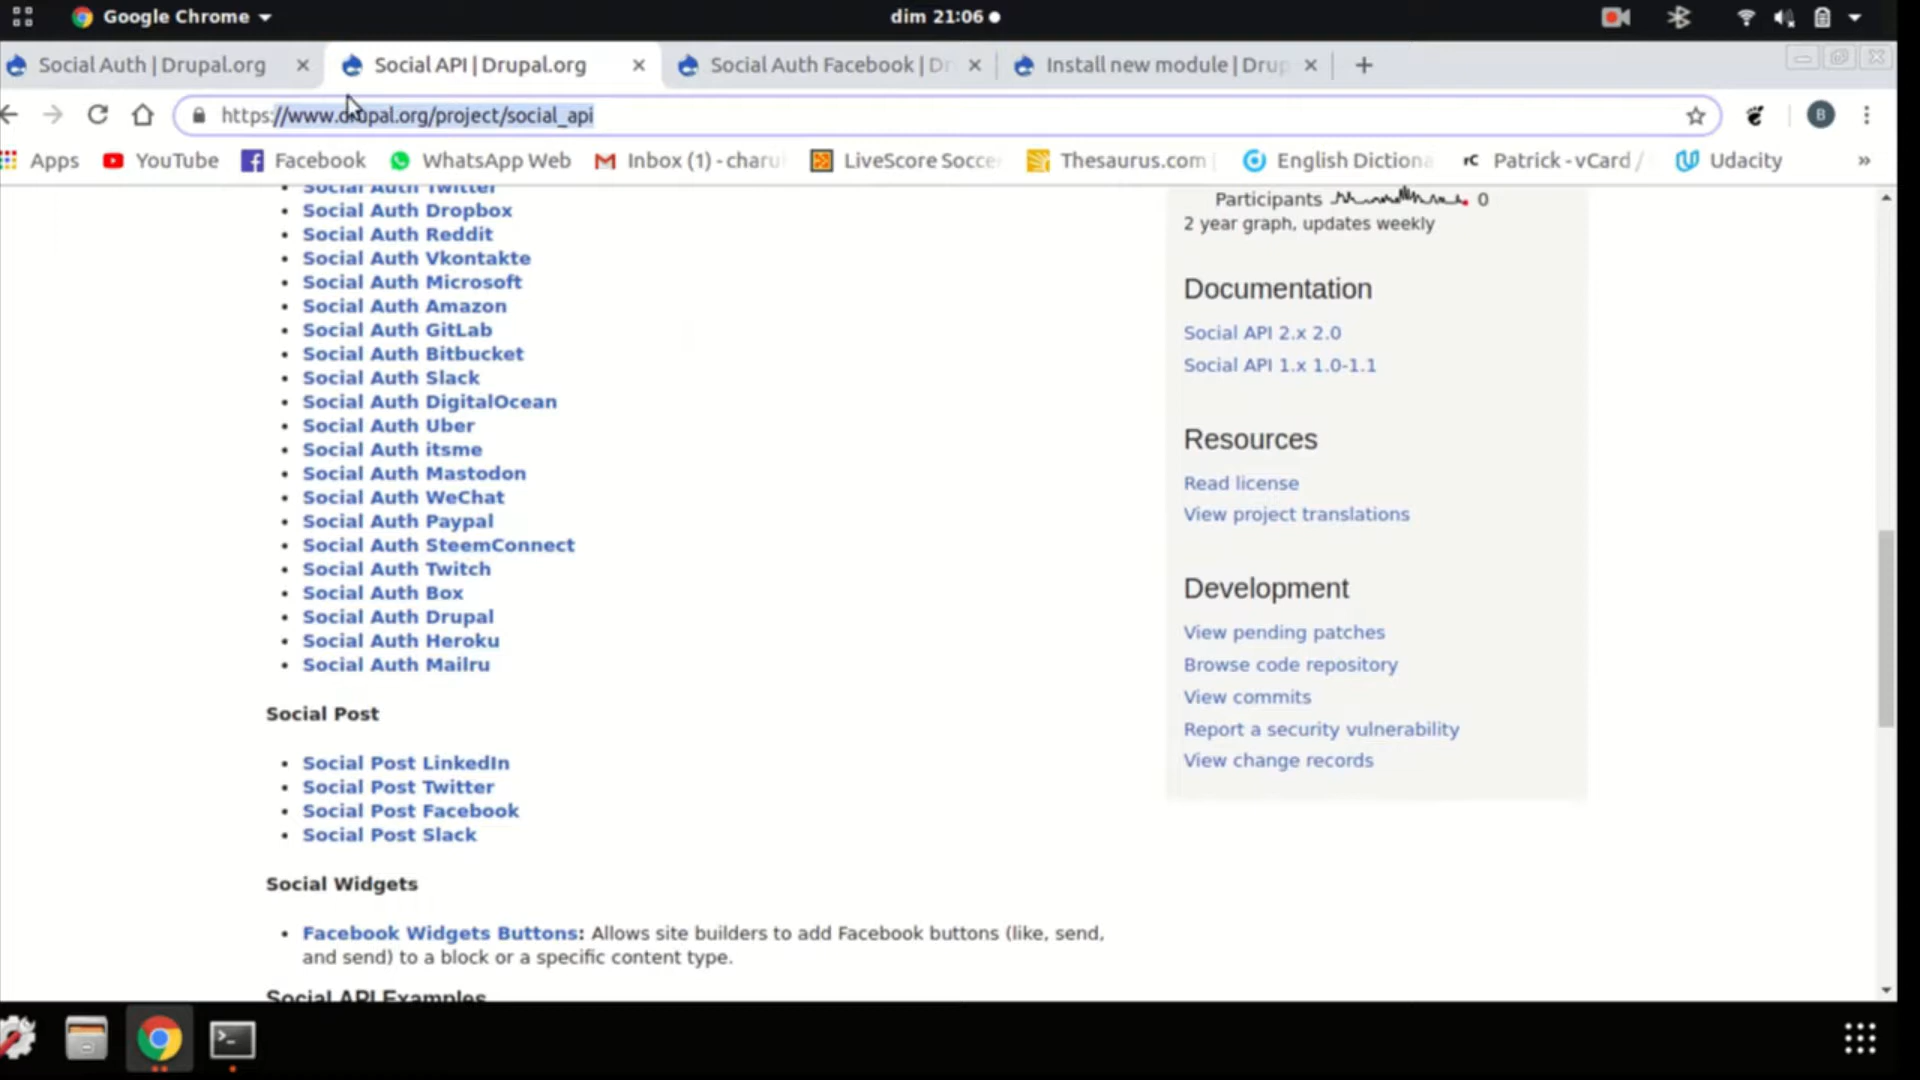 Google Chrome
dim 21:06
Social Auth | Drupal.org
Social API | Drupal.org
Social Auth Facebook | Dr
Install new module | Drup
https://www.drupal.org/project/social_api
B
Apps
YouTube
Facebook
WhatsApp Web
Inbox (1) - charu
LiveScore Socce
Thesaurus.com
English Dictiona
rC Patrick - vCard /
Udacity
»
Social Auth Twitter
Social Auth Dropbox
Social Auth Reddit
Social Auth Vkontakte
Social Auth Microsoft
Social Auth Amazon
Social Auth GitLab
Social Auth Bitbucket
Social Auth Slack
Social Auth DigitalOcean
Social Auth Uber
Social Auth itsme
Social Auth Mastodon
Social Auth WeChat
Social Auth Paypal
Social Auth SteemConnect
Social Auth Twitch
Social Auth Box
Social Auth Drupal
Social Auth Heroku
Social Auth Mailru
Social Post
Social Post LinkedIn
Social Post Twitter
Social Post Facebook
Social Post Slack
Social Widgets
Facebook Widgets Buttons: Allows site builders to add Facebook buttons (like, send,
and send) to a block or a specific content type.
Social API Examples
Participants 0
2 year graph, updates weekly
Documentation
Social API 2.x 2.0
Social API 1.x 1.0-1.1
Resources
Read license
View project translations
Development
View pending patches
Browse code repository
View commits
Report a security vulnerability
View change records